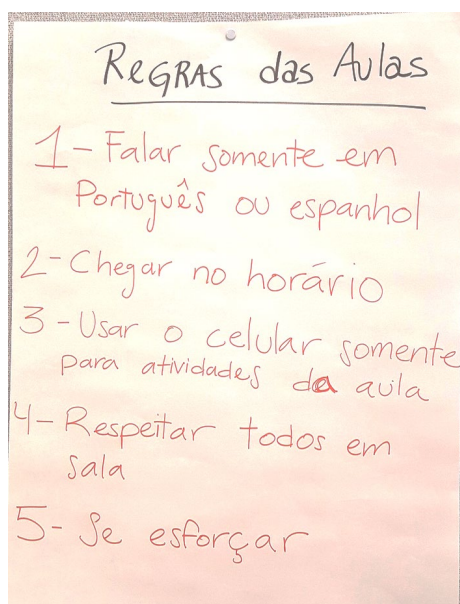 REGRAS das Aulas
1- Falar somente em
Português ou espanhol
2- Chegar no horário
3- Usar o celular somente
para atividades da aula
4- Respeitar todos em
sala
5- Se esforçar